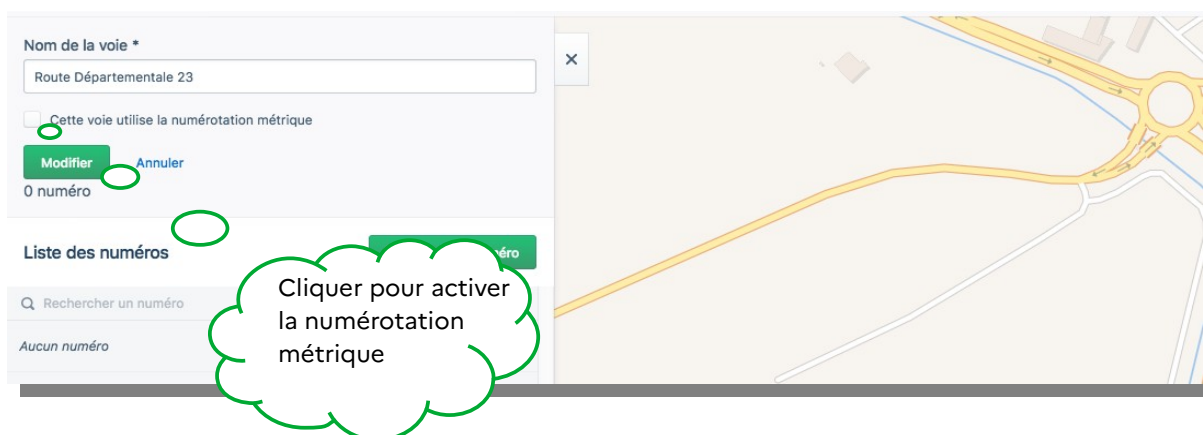 Nom de la voie *
Route Départementale 23
Cette voie utilise la numérotation métrique
Modifier
Annuler
0 numéro
Liste des numéros
Rechercher un numéro
Aucun numéro
Cliquer pour activer
la numérotation
métrique